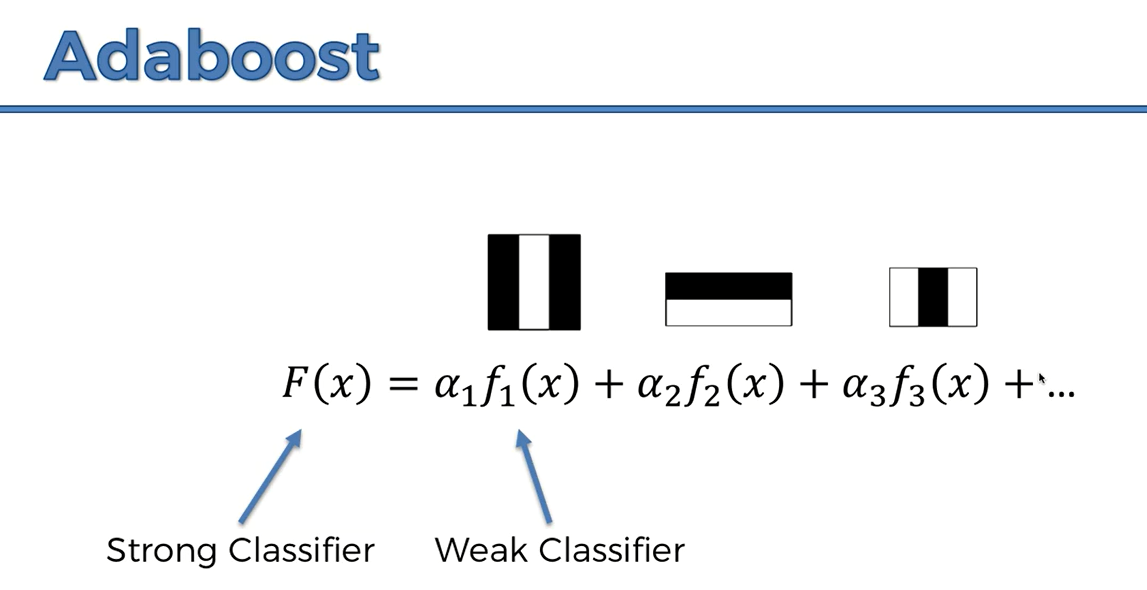 Adaboost
F(x) = α₁f₁(x) + α₂f₂(x) + α₃f₃(x) + ...
Strong Classifier
Weak Classifier